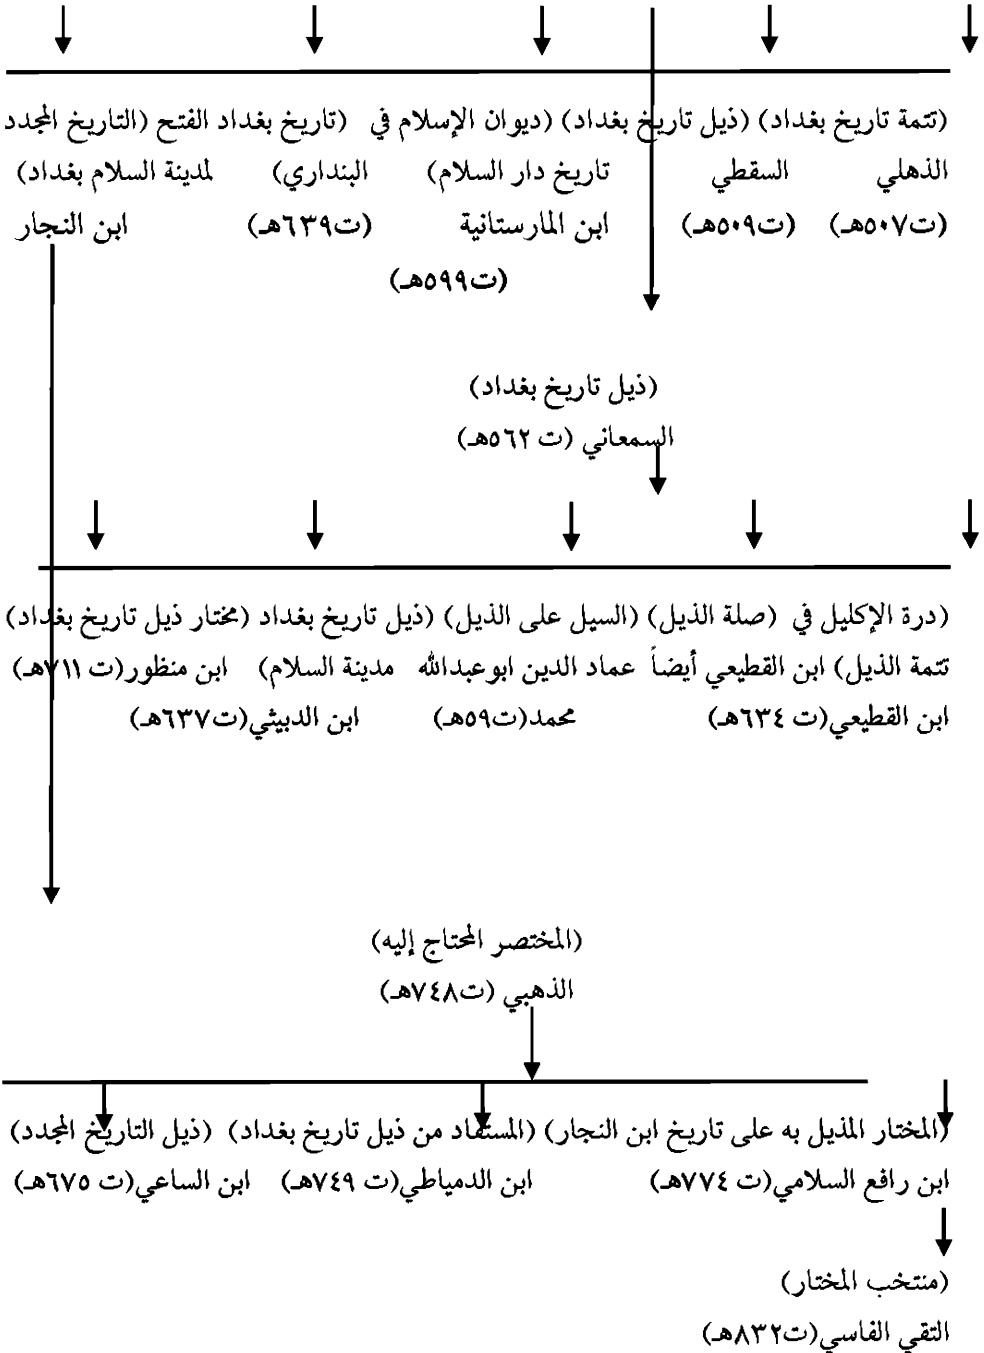 (تتمة تاريخ بغداد) (ذيل تاريخ بغداد) (ديوان الإسلام في (تاريخ بغداد الفتح (التاريخ المجدد
الذهلي السقطي تاريخ دار السلام) البنداري) لمدينة السلام بغداد)
(ت٥٠٧هـ) (ت٥٠٩هـ) ابن المارستانية (ت٦٣٩هـ) ابن النجار
(ت٥٩٩هـ)
(ذيل تاريخ بغداد)
السمعاني (ت ٥٦٢هـ)
(درة الإكليل في (صلة الذيل) (السيل على الذيل) (ذيل تاريخ بغداد (مختار ذيل تاريخ بغداد)
تتمة الذيل) ابن القطيعي أيضاً عماد الدين ابوعبدالله مدينة السلام) ابن منظور(ت ٧١١هـ)
ابن القطيعي(ت ٦٣٤هـ) محمد(ت٥٩هـ) ابن الدبيثي(ت٦٣٧هـ)
(المختصر المحتاج إليه)
الذهبي (ت٧٤٨هـ)
(المختار المذيل به على تاريخ ابن النجار) (المستفاد من ذيل تاريخ بغداد) (ذيل التاريخ المجدد)
ابن رافع السلامي(ت ٧٧٤هـ) ابن الدمياطي(ت ٧٤٩هـ) ابن الساعي(ت ٦٧٥هـ)
(منتخب المختار)
التقي الفاسي(ت٨٣٢هـ)